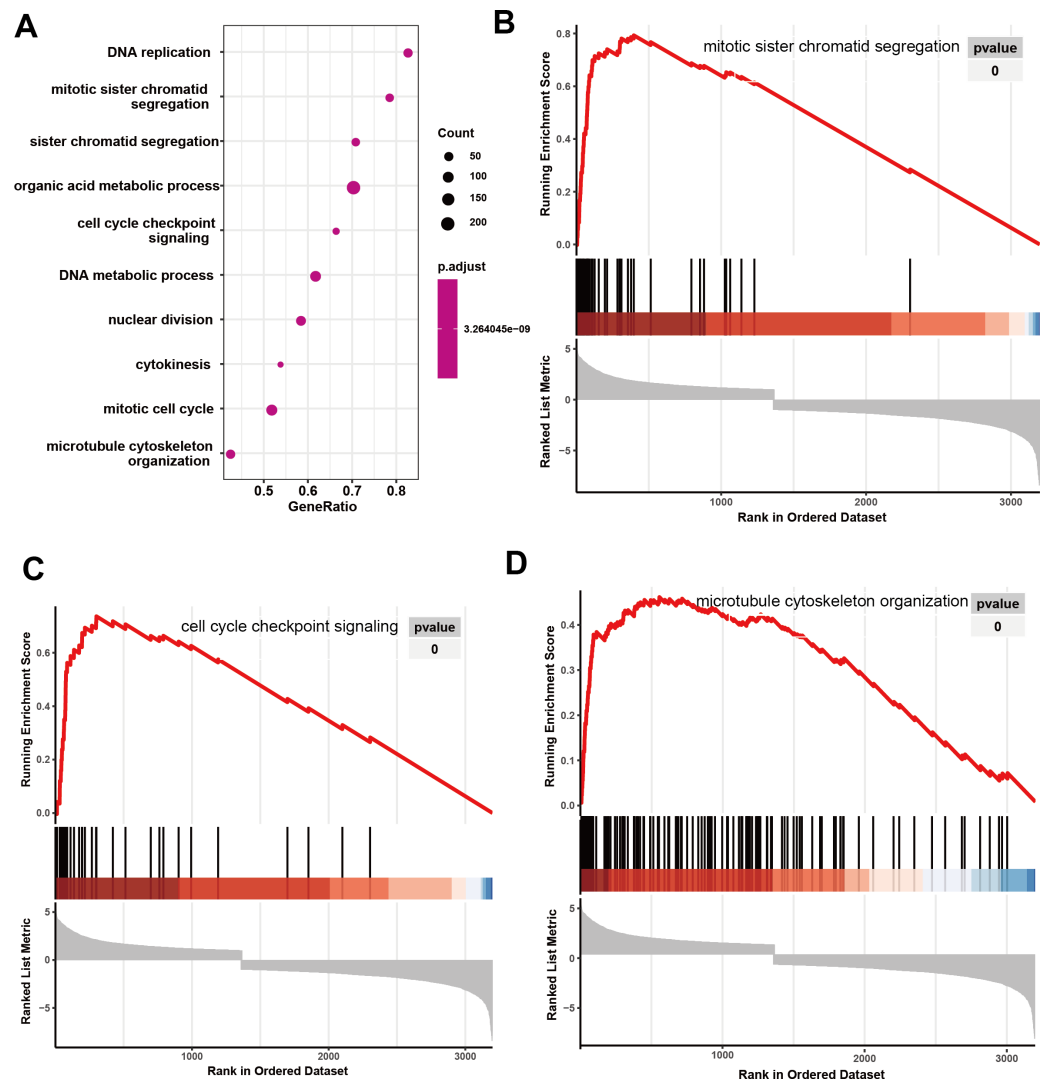 A
DNA replication
mitotic sister chromatid
segregation
sister chromatid segregation
organic acid metabolic process
cell cycle checkpoint
signaling
DNA metabolic process
nuclear division
cytokinesis
mitotic cell cycle
microtubule cytoskeleton
organization
0.5 0.6 0.7 0.8
GeneRatio
Count
50
100
150
200
p.adjust
3.264045e−09
B
mitotic sister chromatid segregation
pvalue
0
Running Enrichment Score
0.8
0.6
0.4
0.2
0.0
Ranked List Metric
5
0
−5
1000 2000 3000
Rank in Ordered Dataset
C
cell cycle checkpoint signaling
pvalue
0
Running Enrichment Score
0.6
0.4
0.2
0.0
Ranked List Metric
5
0
−5
1000 2000 3000
Rank in Ordered Dataset
D
microtubule cytoskeleton organization
pvalue
0
Running Enrichment Score
0.4
0.3
0.2
0.1
0.0
Ranked List Metric
5
0
−5
1000 2000 3000
Rank in Ordered Dataset